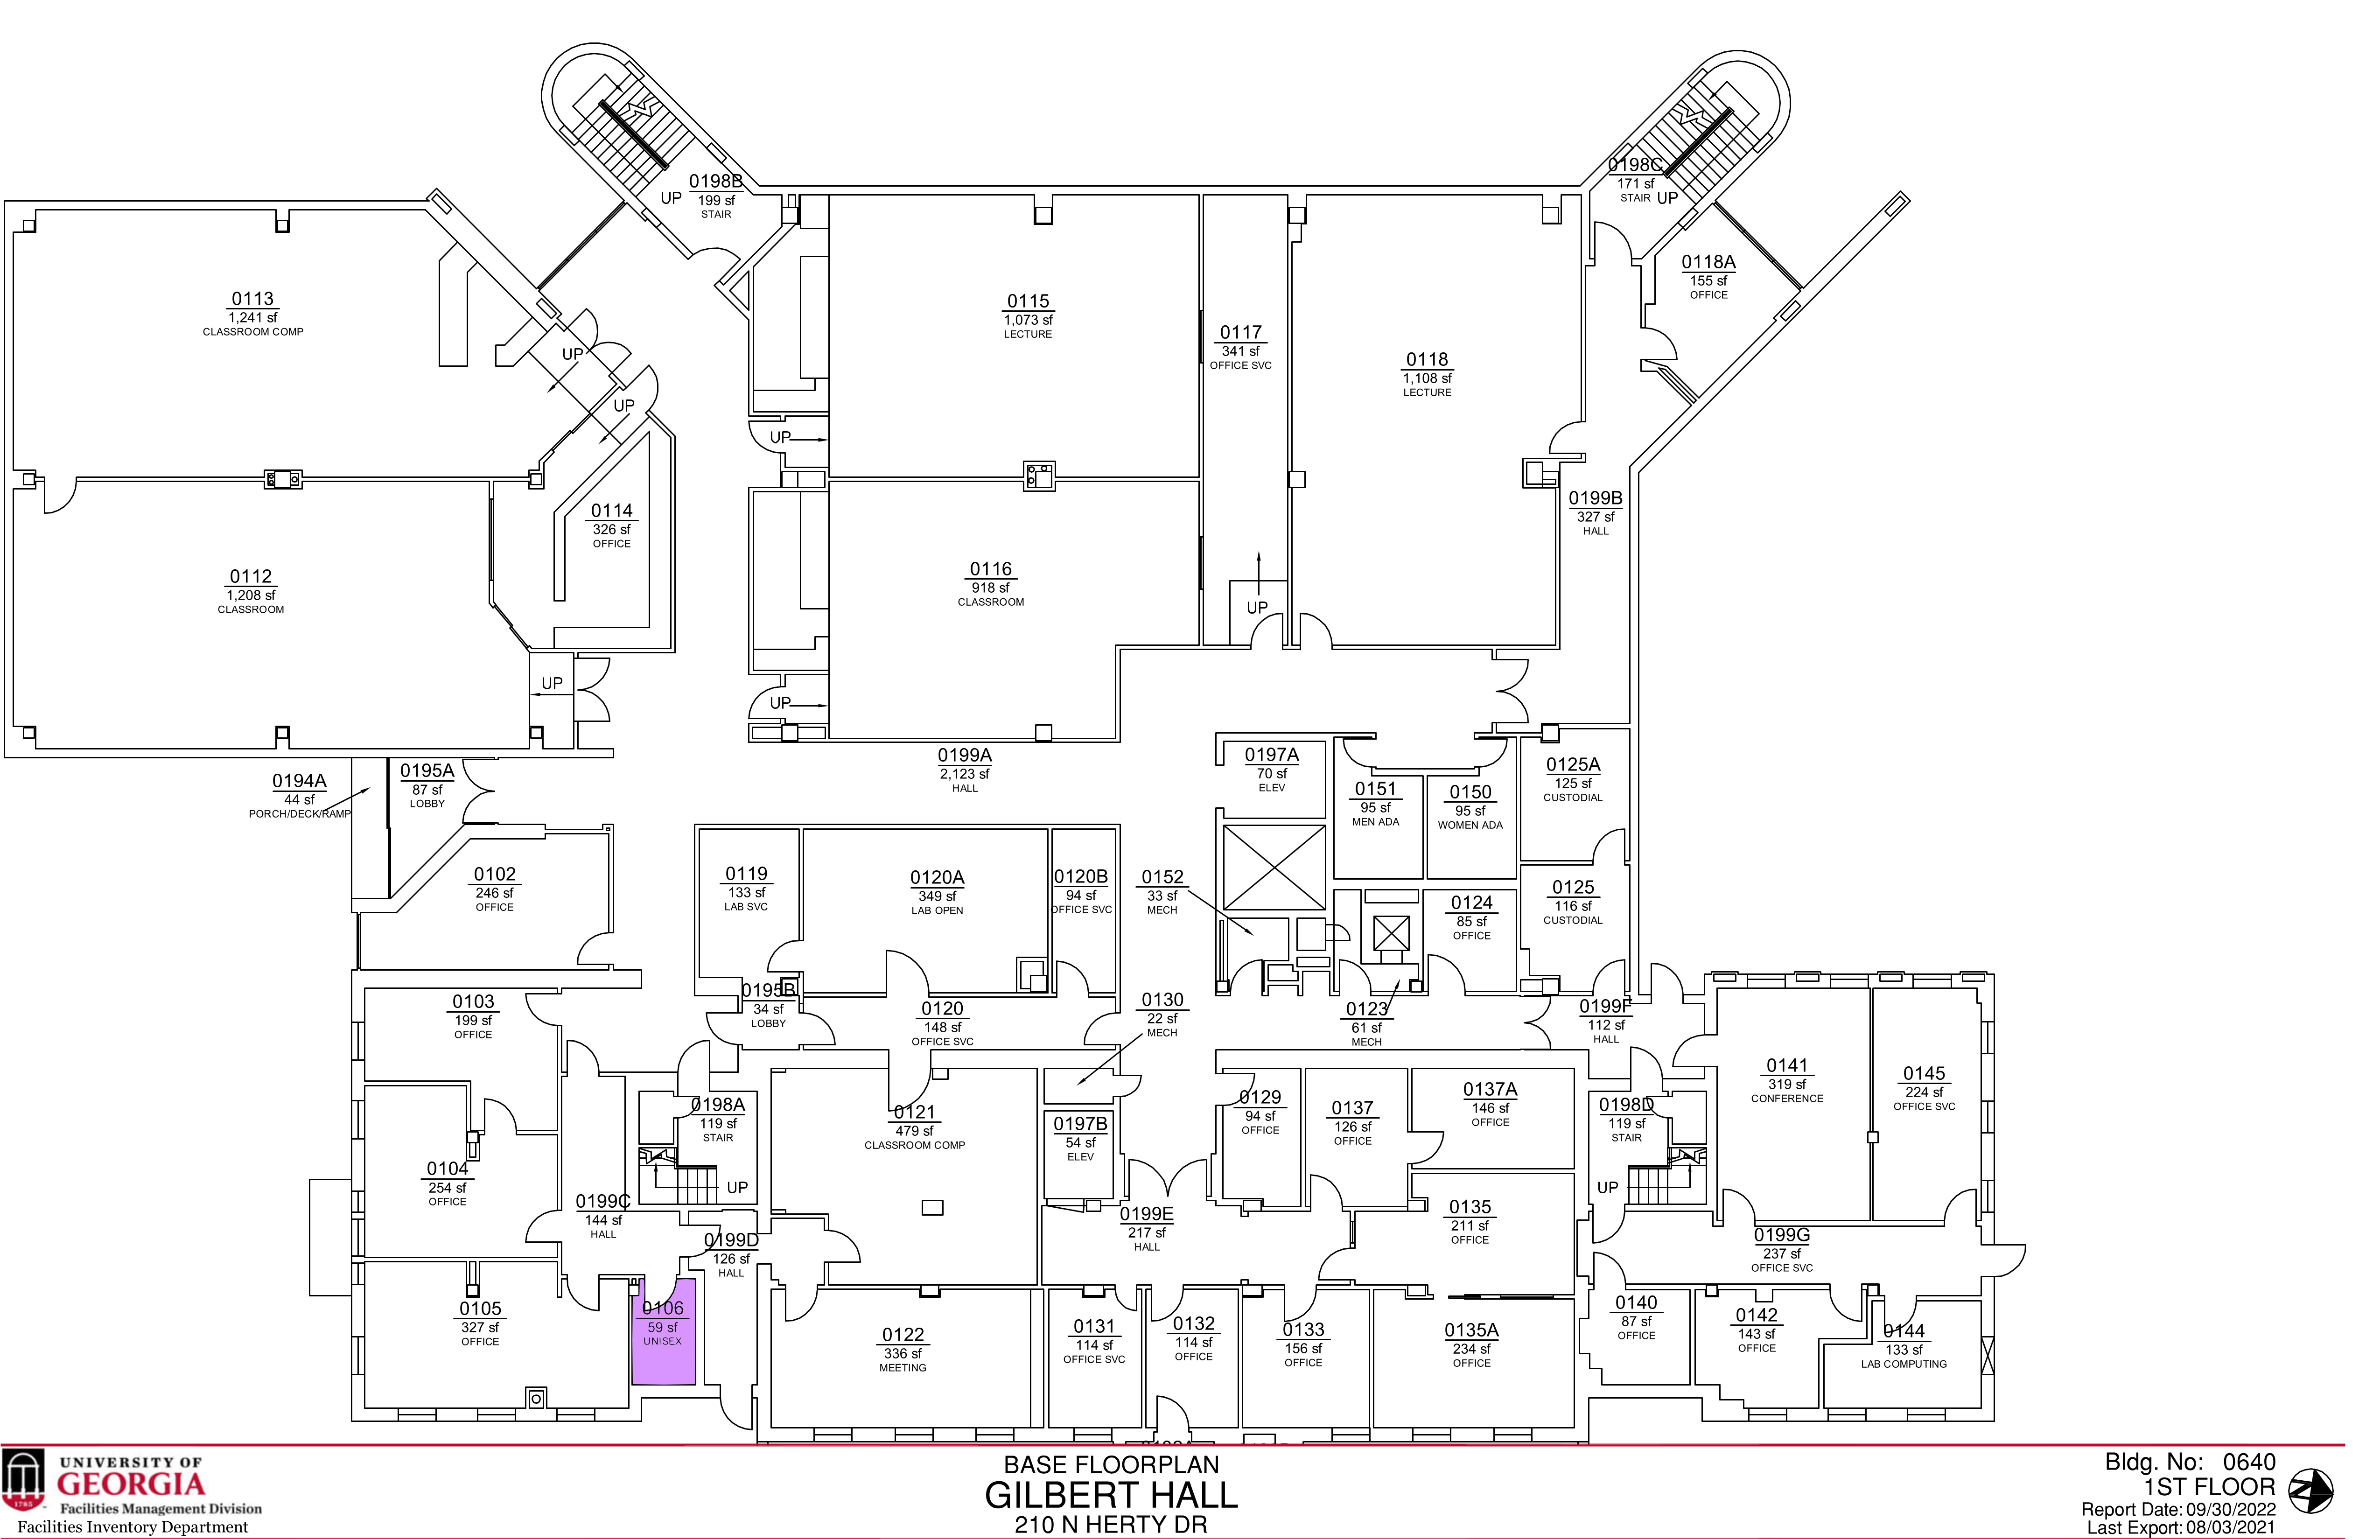 0198B
199 sf
STAIR
UP
0198C
171 sf
STAIR
UP
0118A
155 sf
OFFICE
0113
1,241 sf
CLASSROOM COMP
UP
UP
0115
1,073 sf
LECTURE
0117
341 sf
OFFICE SVC
0118
1,108 sf
LECTURE
UP
0114
326 sf
OFFICE
0199B
327 sf
HALL
0112
1,208 sf
CLASSROOM
0116
918 sf
CLASSROOM
UP
UP
UP
0194A
44 sf
PORCH/DECK/RAMP
0195A
87 sf
LOBBY
0199A
2,123 sf
HALL
0197A
70 sf
ELEV
0151
95 sf
MEN ADA
0150
95 sf
WOMEN ADA
0125A
125 sf
CUSTODIAL
0102
246 sf
OFFICE
0119
133 sf
LAB SVC
0120A
349 sf
LAB OPEN
0120B
94 sf
OFFICE SVC
0152
33 sf
MECH
0124
85 sf
OFFICE
0125
116 sf
CUSTODIAL
0103
199 sf
OFFICE
0195B
34 sf
LOBBY
0120
148 sf
OFFICE SVC
0130
22 sf
MECH
0123
61 sf
MECH
0199F
112 sf
HALL
0141
319 sf
CONFERENCE
0145
224 sf
OFFICE SVC
0198A
119 sf
STAIR
UP
0121
479 sf
CLASSROOM COMP
0197B
54 sf
ELEV
0129
94 sf
OFFICE
0137
126 sf
OFFICE
0137A
146 sf
OFFICE
0198D
119 sf
STAIR
UP
0104
254 sf
OFFICE
0199C
144 sf
HALL
0199D
126 sf
HALL
0199E
217 sf
HALL
0135
211 sf
OFFICE
0199G
237 sf
OFFICE SVC
0105
327 sf
OFFICE
0106
59 sf
UNISEX
0122
336 sf
MEETING
0131
114 sf
OFFICE SVC
0132
114 sf
OFFICE
0133
156 sf
OFFICE
0135A
234 sf
OFFICE
0140
87 sf
OFFICE
0142
143 sf
OFFICE
0144
133 sf
LAB COMPUTING
1785
UNIVERSITY OF
GEORGIA
Facilities Management Division
Facilities Inventory Department
BASE FLOORPLAN
GILBERT HALL
210 N HERTY DR
Bldg. No: 0640
1ST FLOOR
Report Date: 09/30/2022
Last Export: 08/03/2021
N